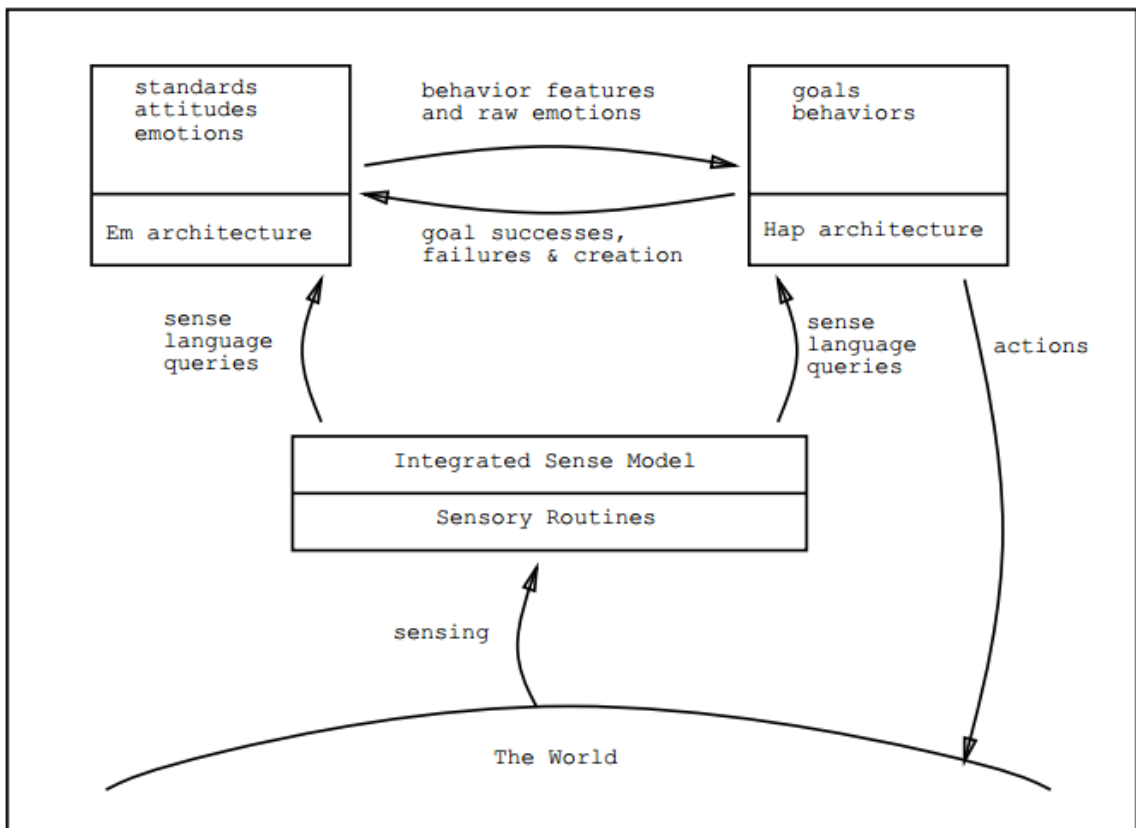 standards
attitudes
emotions
Em architecture
behavior features
and raw emotions
goal successes,
failures & creation
goals
behaviors
Hap architecture
sense
language
queries
sense
language
queries
actions
Integrated Sense Model
Sensory Routines
sensing
The World